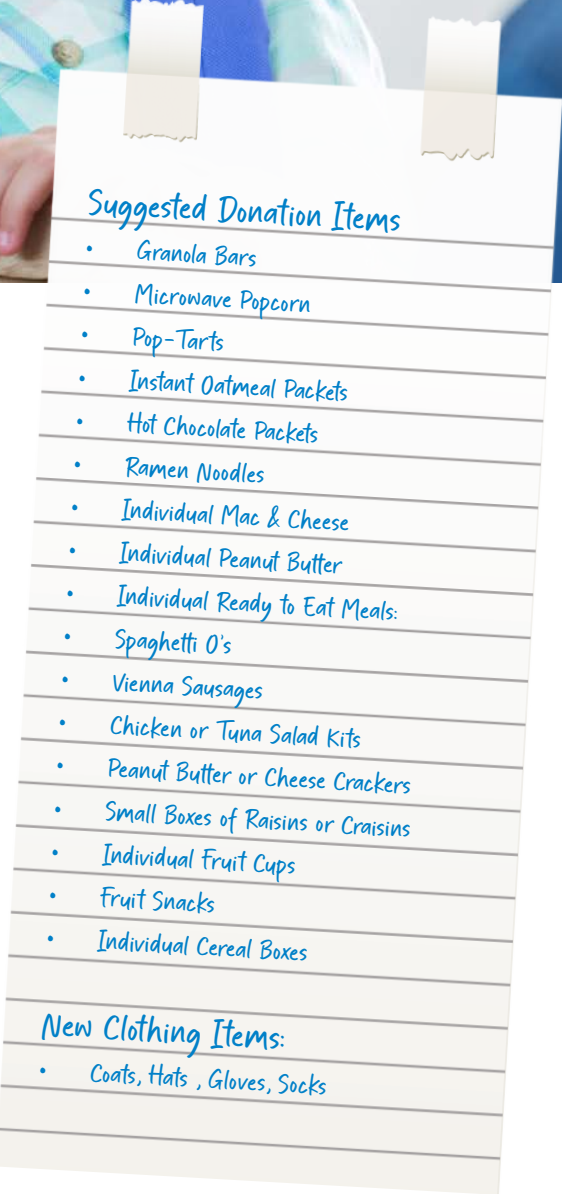 Suggested Donation Items
• Granola Bars
• Microwave Popcorn
• Pop-Tarts
• Instant Oatmeal Packets
• Hot Chocolate Packets
• Ramen Noodles
• Individual Mac & Cheese
• Individual Peanut Butter
• Individual Ready to Eat Meals:
• Spaghetti O's
• Vienna Sausages
• Chicken or Tuna Salad Kits
• Peanut Butter or Cheese Crackers
• Small Boxes of Raisins or Craisins
• Individual Fruit Cups
• Fruit Snacks
• Individual Cereal Boxes
New Clothing Items:
• Coats, Hats , Gloves, Socks